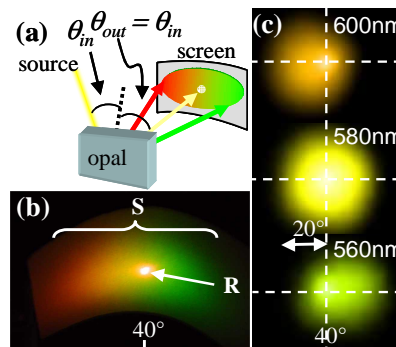 (a)
θin
θout = θin
source
screen
opal
(b)
S
R
40°
(c)
600nm
580nm
20°
560nm
40°